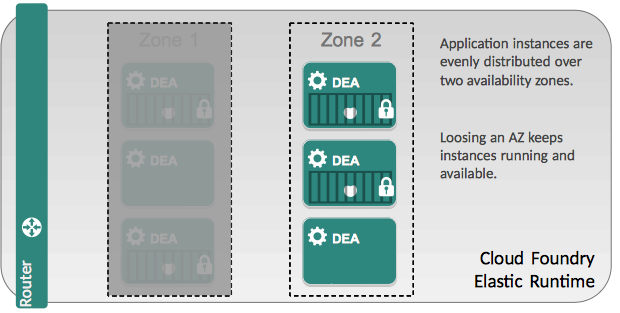 Zone 1
DEA
DEA
DEA
Zone 2
DEA
DEA
DEA
Application instances are
evenly distributed over
two availability zones.
Loosing an AZ keeps
instances running and
available.
Cloud Foundry
Elastic Runtime
Router